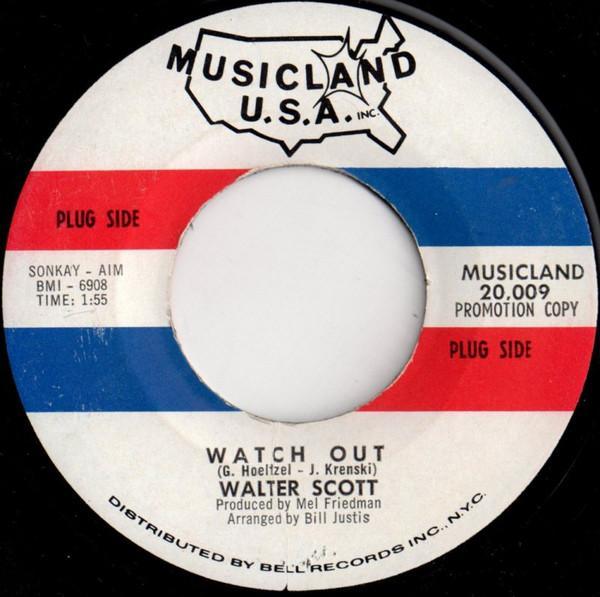 MUSICLAND
U.S.A. INC.
PLUG SIDE
SONKAY - AIM
BMI - 6908
TIME: 1:55
MUSICLAND
20,009
PROMOTION COPY
PLUG SIDE
WATCH OUT
(G. Hoeltzel - J. Krenski)
WALTER SCOTT
Produced by Mel Friedman
Arranged by Bill Justis
DISTRIBUTED BY BELL RECORDS INC., N.Y.C.